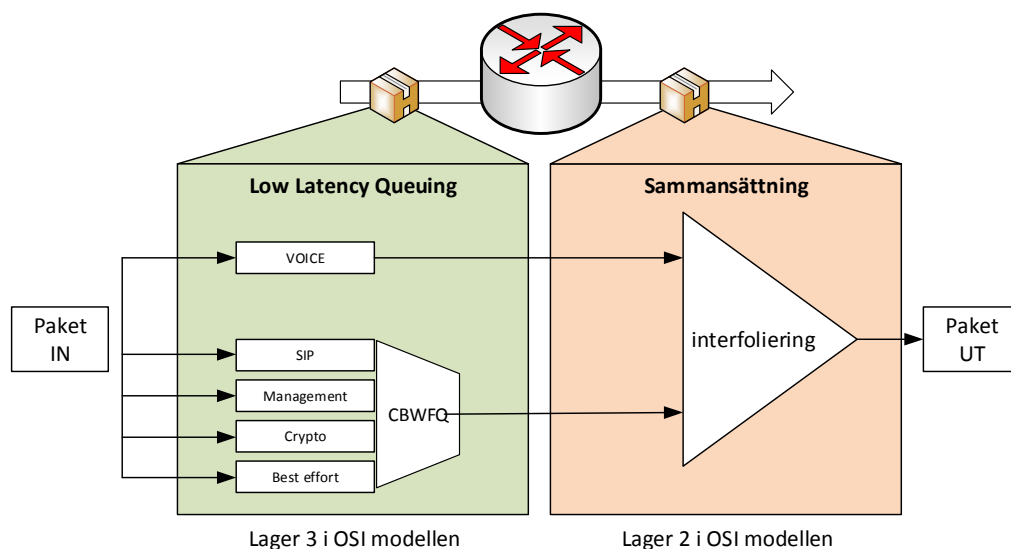 Low Latency Queuing
Sammansättning
VOICE
Paket
IN
SIP
Management
Crypto
Best effort
CBWFQ
interfoliering
Paket
UT
Lager 3 i OSI modellen
Lager 2 i OSI modellen